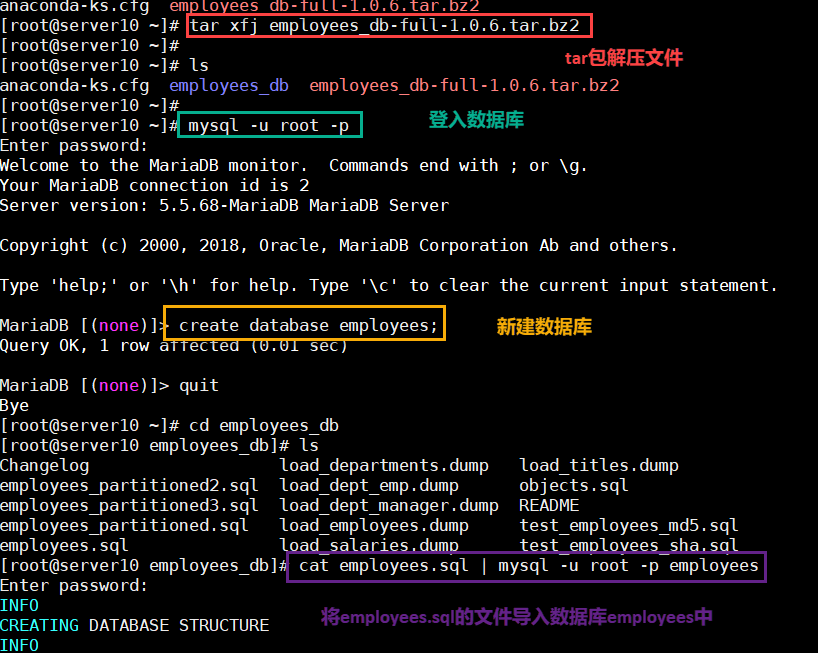 anaconda-ks.cfg  employees_db-full-1.0.6.tar.bz2
[root@server10 ~]# tar xfj employees_db-full-1.0.6.tar.bz2
[root@server10 ~]#
tar包解压文件
[root@server10 ~]# ls
anaconda-ks.cfg  employees_db  employees_db-full-1.0.6.tar.bz2
[root@server10 ~]#
[root@server10 ~]# mysql -u root -p
登入数据库
Enter password:
Welcome to the MariaDB monitor.  Commands end with ; or \g.
Your MariaDB connection id is 2
Server version: 5.5.68-MariaDB MariaDB Server
Copyright (c) 2000, 2018, Oracle, MariaDB Corporation Ab and others.
Type 'help;' or '\h' for help. Type '\c' to clear the current input statement.
MariaDB [(none)]> create database employees;
新建数据库
Query OK, 1 row affected (0.01 sec)
MariaDB [(none)]> quit
Bye
[root@server10 ~]# cd employees_db
[root@server10 employees_db]# ls
Changelog                   load_departments.dump   load_titles.dump
employees_partitioned2.sql  load_dept_emp.dump      objects.sql
employees_partitioned3.sql  load_dept_manager.dump  README
employees_partitioned.sql   load_employees.dump     test_employees_md5.sql
employees.sql               load_salaries.dump      test_employees_sha.sql
[root@server10 employees_db]# cat employees.sql | mysql -u root -p employees
Enter password:
INFO
将employees.sql的文件导入数据库employees中
CREATING DATABASE STRUCTURE
INFO